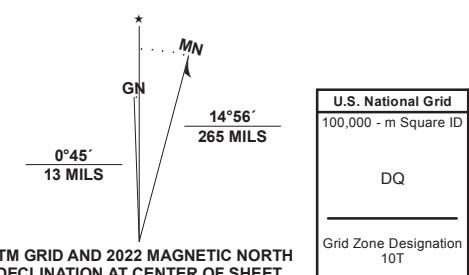 ★
MN
GN
14°56´
265 MILS
0°45´
13 MILS
TM GRID AND 2022 MAGNETIC NORTH
DECLINATION AT CENTER OF SHEET
U.S. National Grid
100,000 - m Square ID
DQ
Grid Zone Designation
10T